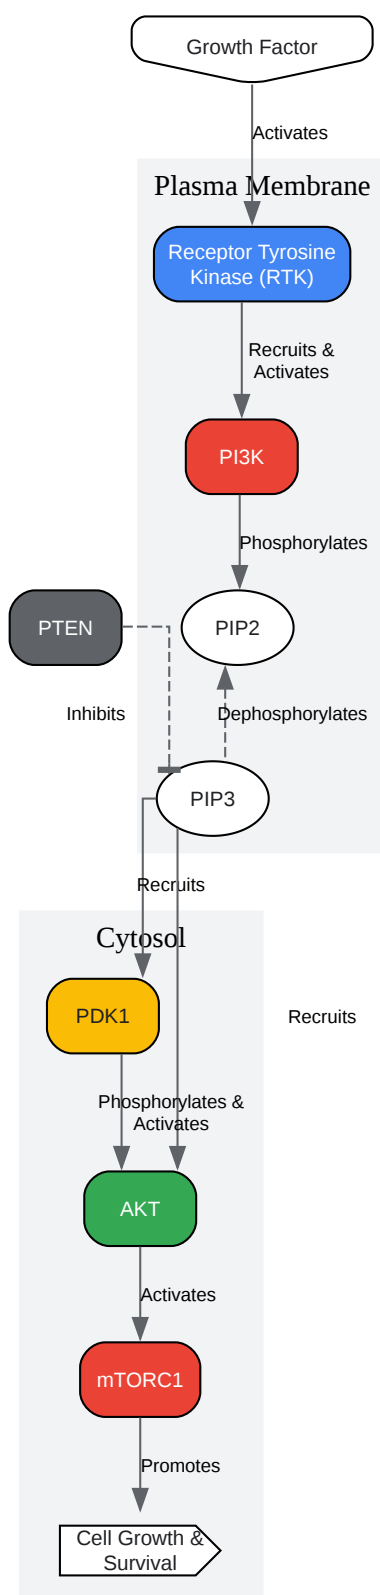 Growth Factor
Activates
Plasma Membrane
Receptor Tyrosine
Kinase (RTK)
Recruits &
Activates
PI3K
Phosphorylates
PTEN
PIP2
Inhibits
Dephosphorylates
PIP3
Recruits
Cytosol
PDK1
Recruits
Phosphorylates &
Activates
AKT
Activates
mTORC1
Promotes
Cell Growth &
Survival